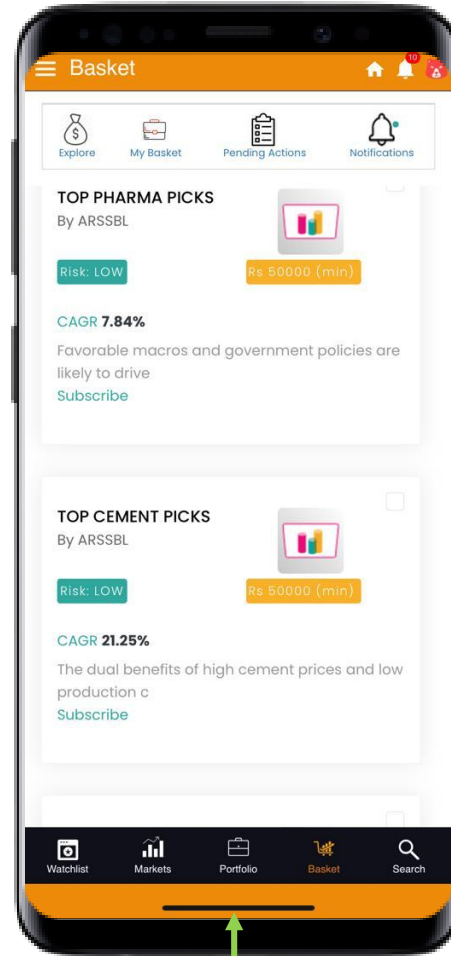 Basket
10
Explore
My Basket
Pending Actions
Notifications
TOP PHARMA PICKS
By ARSSBL
Risk: LOW
Rs 50000 (min)
CAGR 7.84%
Favorable macros and government policies are
likely to drive
Subscribe
TOP CEMENT PICKS
By ARSSBL
Risk: LOW
Rs 50000 (min)
CAGR 21.25%
The dual benefits of high cement prices and low
production c
Subscribe
Watchlist
Markets
Portfolio
Basket
Search